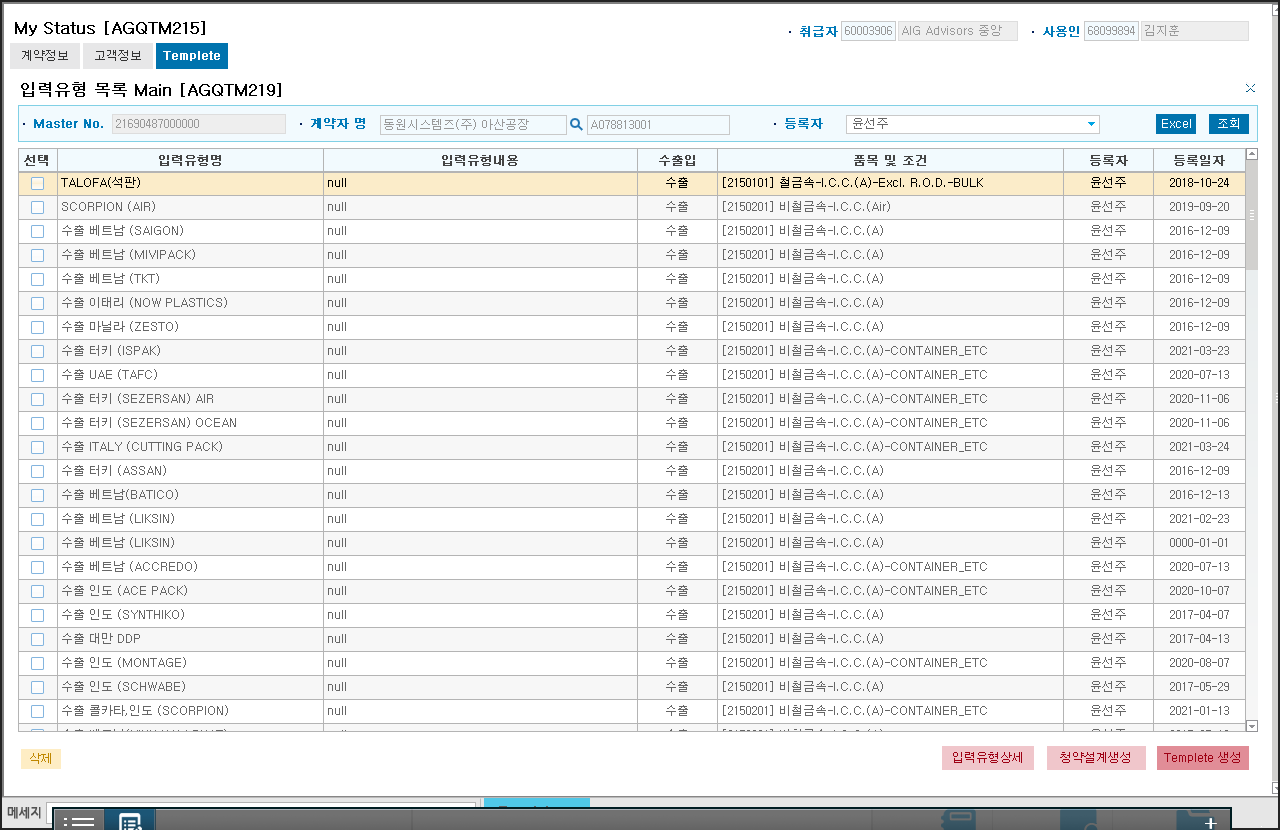 My Status [AGQTM215]
· 취급자 60003906 AIG Advisors 중앙 · 사용인 68099894 김지훈
계약정보 고객정보 Templete
입력유형 목록 Main [AGQTM219]
· Master No. 21690487000000 · 계약자 명 동원시스템즈(주) 아산공장 A078813001 · 등록자 윤선주 Excel 조회
선택 입력유형명 입력유형내용 수출입 품목 및 조건 등록자 등록일자
TALOFA(석판) null 수출 [2150101] 철금속-I.C.C.(A)-Excl. R.O.D.-BULK 윤선주 2018-10-24
SCORPION (AIR) null 수출 [2150201] 비철금속-I.C.C.(Air) 윤선주 2019-09-20
수출 베트남 (SAIGON) null 수출 [2150201] 비철금속-I.C.C.(A) 윤선주 2016-12-09
수출 베트남 (MIVIPACK) null 수출 [2150201] 비철금속-I.C.C.(A) 윤선주 2016-12-09
수출 베트남 (TKT) null 수출 [2150201] 비철금속-I.C.C.(A) 윤선주 2016-12-09
수출 이태리 (NOW PLASTICS) null 수출 [2150201] 비철금속-I.C.C.(A) 윤선주 2016-12-09
수출 마닐라 (ZESTO) null 수출 [2150201] 비철금속-I.C.C.(A) 윤선주 2016-12-09
수출 터키 (ISPAK) null 수출 [2150201] 비철금속-I.C.C.(A)-CONTAINER_ETC 윤선주 2021-03-23
수출 UAE (TAFC) null 수출 [2150201] 비철금속-I.C.C.(A)-CONTAINER_ETC 윤선주 2020-07-13
수출 터키 (SEZERSAN) AIR null 수출 [2150201] 비철금속-I.C.C.(A)-CONTAINER_ETC 윤선주 2020-11-06
수출 터키 (SEZERSAN) OCEAN null 수출 [2150201] 비철금속-I.C.C.(A)-CONTAINER_ETC 윤선주 2020-11-06
수출 ITALY (CUTTING PACK) null 수출 [2150201] 비철금속-I.C.C.(A)-CONTAINER_ETC 윤선주 2021-03-24
수출 터키 (ASSAN) null 수출 [2150201] 비철금속-I.C.C.(A) 윤선주 2016-12-09
수출 베트남(BATICO) null 수출 [2150201] 비철금속-I.C.C.(A) 윤선주 2016-12-13
수출 베트남 (LIKSIN) null 수출 [2150201] 비철금속-I.C.C.(A) 윤선주 2021-02-23
수출 베트남 (LIKSIN) null 수출 [2150201] 비철금속-I.C.C.(A) 윤선주 0000-01-01
수출 베트남 (ACCREDO) null 수출 [2150201] 비철금속-I.C.C.(A)-CONTAINER_ETC 윤선주 2020-07-13
수출 인도 (ACE PACK) null 수출 [2150201] 비철금속-I.C.C.(A)-CONTAINER_ETC 윤선주 2020-10-07
수출 인도 (SYNTHIKO) null 수출 [2150201] 비철금속-I.C.C.(A) 윤선주 2017-04-07
수출 대만 DDP null 수출 [2150201] 비철금속-I.C.C.(A) 윤선주 2017-04-13
수출 인도 (MONTAGE) null 수출 [2150201] 비철금속-I.C.C.(A)-CONTAINER_ETC 윤선주 2020-08-07
수출 인도 (SCHWABE) null 수출 [2150201] 비철금속-I.C.C.(A) 윤선주 2017-05-29
수출 콜카타,인도 (SCORPION) null 수출 [2150201] 비철금속-I.C.C.(A)-CONTAINER_ETC 윤선주 2021-01-13
삭제 입력유형상세 청약설계생성 Templete 생성
메세지